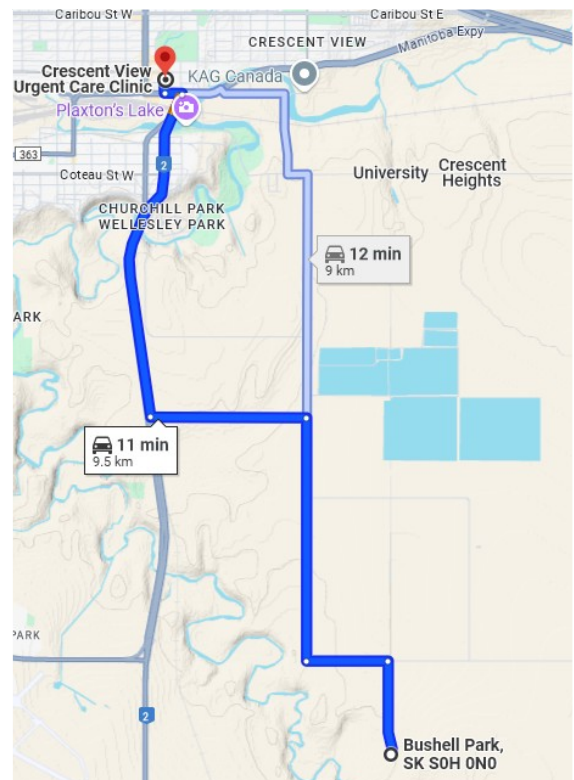 Caribou St W
Caribou St E
CRESCENT VIEW
Manitoba Expy
Crescent View
Urgent Care Clinic
KAG Canada
Plaxton's Lake
363
Coteau St W
2
University
Crescent
Heights
CHURCHILL PARK
WELLESLEY PARK
12 min
9 km
ARK
11 min
9.5 km
PARK
2
Bushell Park,
SK S0H 0N0